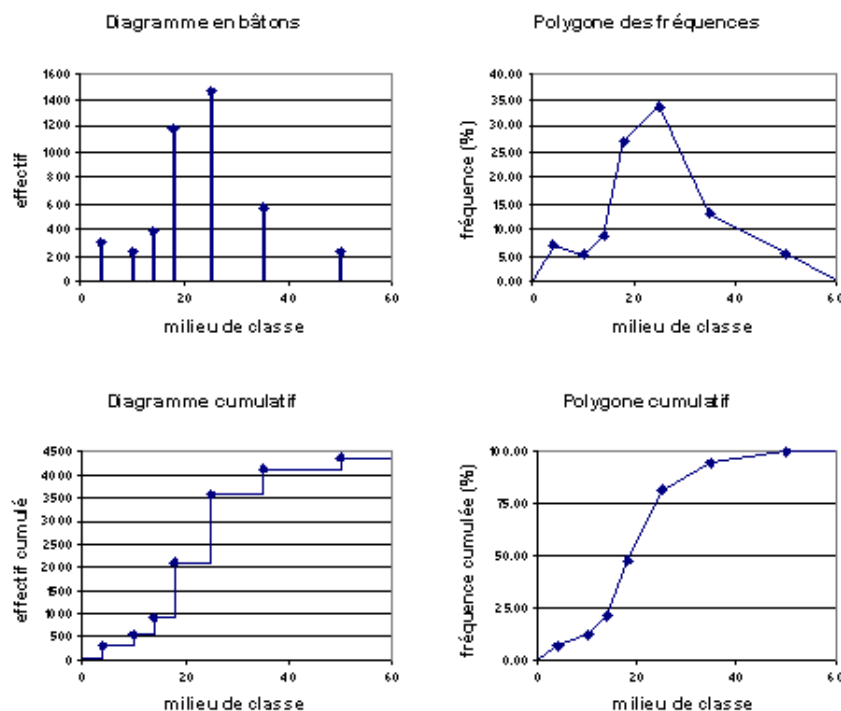 Diagramme en bâtons
1600
1400
1200
1000
800
600
400
200
0
0 20 40 60
effectif
milieu de classe
Polygone des fréquences
40.00
35.00
30.00
25.00
20.00
15.00
10.00
5.00
0.00
0 20 40 60
fréquence (%)
milieu de classe
Diagramme cumulatif
4500
4000
3500
3000
2500
2000
1500
1000
500
0
0 20 40 60
effectif cumulé
milieu de classe
Polygone cumulatif
100.00
75.00
50.00
25.00
0.00
0 20 40 60
fréquence cumulée (%)
milieu de classe